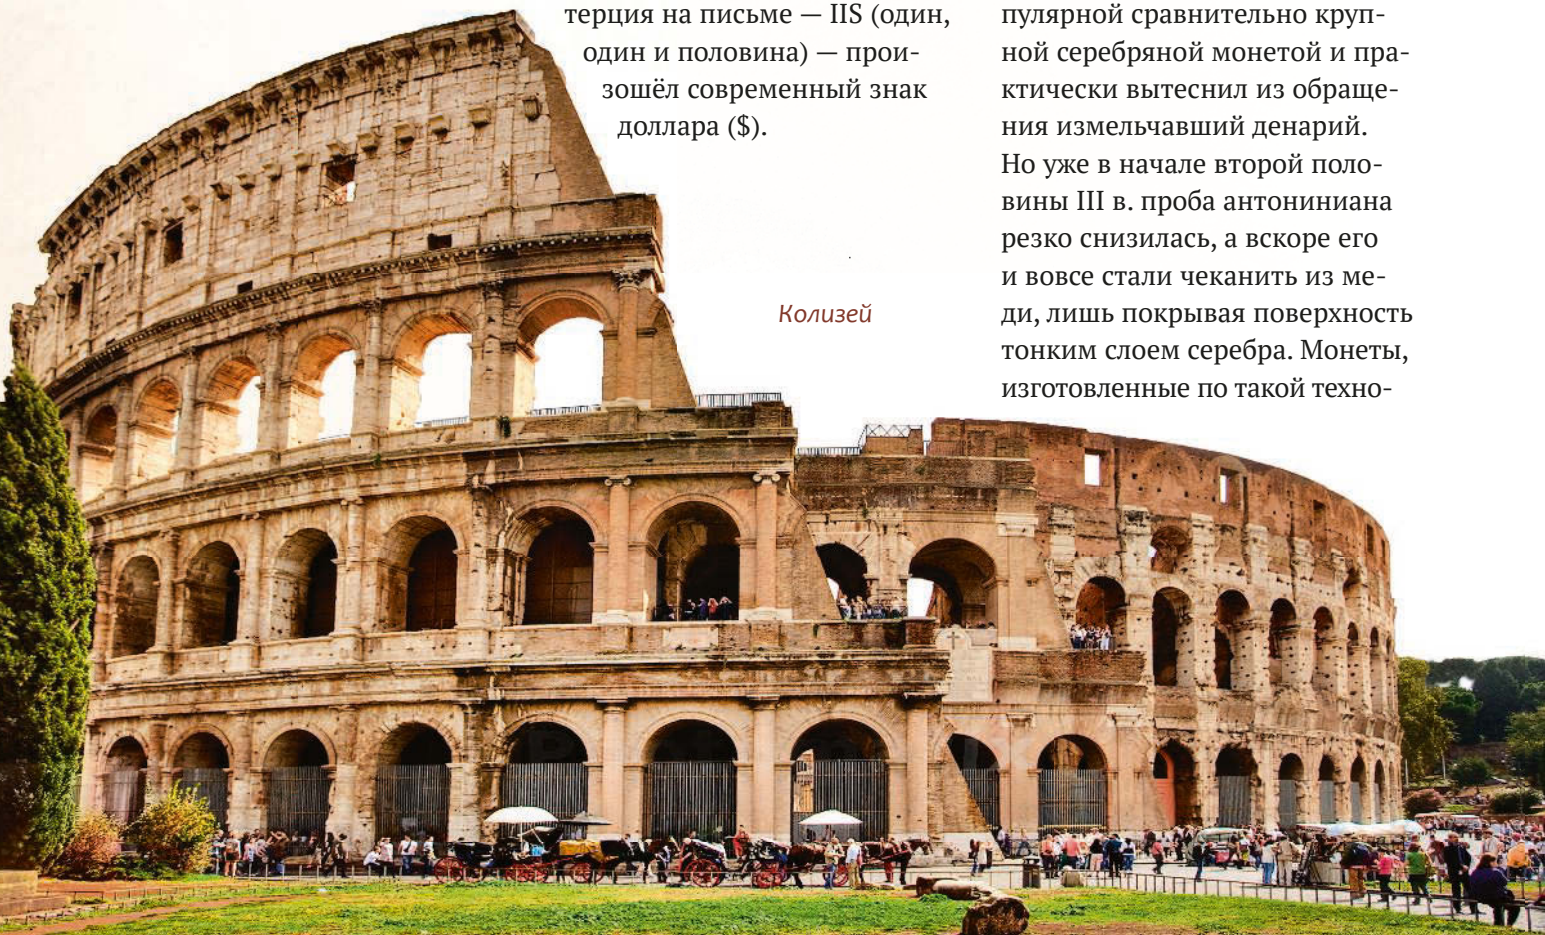 терция на письме — IIS (один,
один и половина) — прои-
зошёл современный знак
доллара ($).
Колизей
пулярной сравнительно круп-
ной серебряной монетой и пра-
ктически вытеснил из обраще-
ния измельчавший денарий.
Но уже в начале второй поло-
вины III в. проба антониниана
резко снизилась, а вскоре его
и вовсе стали чеканить из ме-
ди, лишь покрывая поверхность
тонким слоем серебра. Монеты,
изготовленные по такой техно-